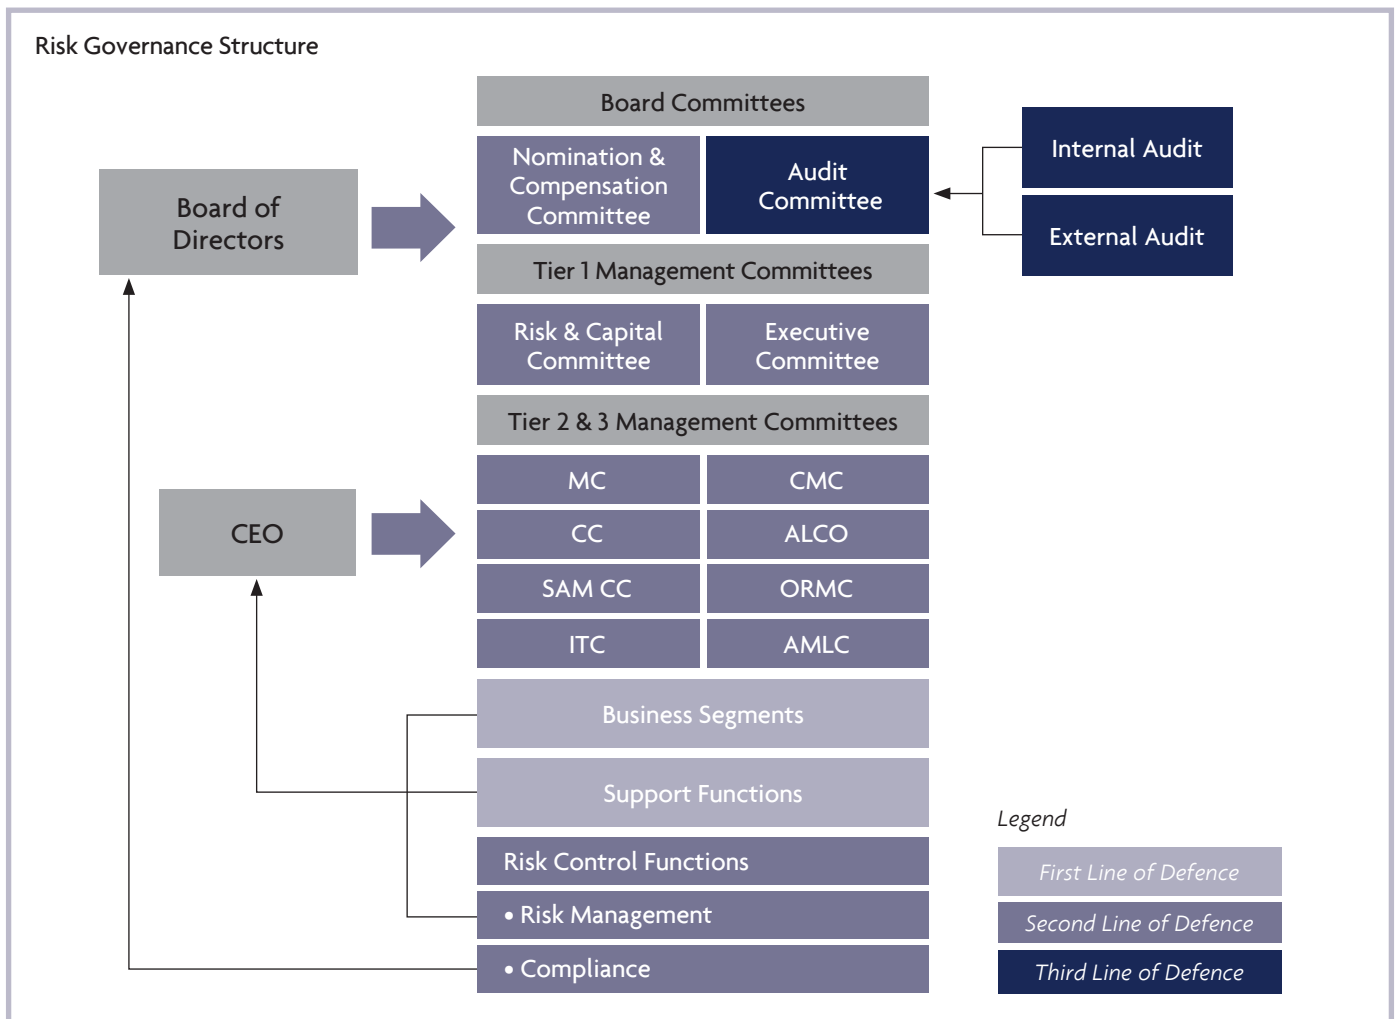 Risk Governance Structure
Board Committees
Nomination &
Compensation
Committee
Audit
Committee
Internal Audit
External Audit
Board of
Directors
Tier 1 Management Committees
Risk & Capital
Committee
Executive
Committee
Tier 2 & 3 Management Committees
MC
CMC
CEO
CC
ALCO
SAM CC
ORMC
ITC
AMLC
Business Segments
Support Functions
Risk Control Functions
• Risk Management
• Compliance
Legend
First Line of Defence
Second Line of Defence
Third Line of Defence